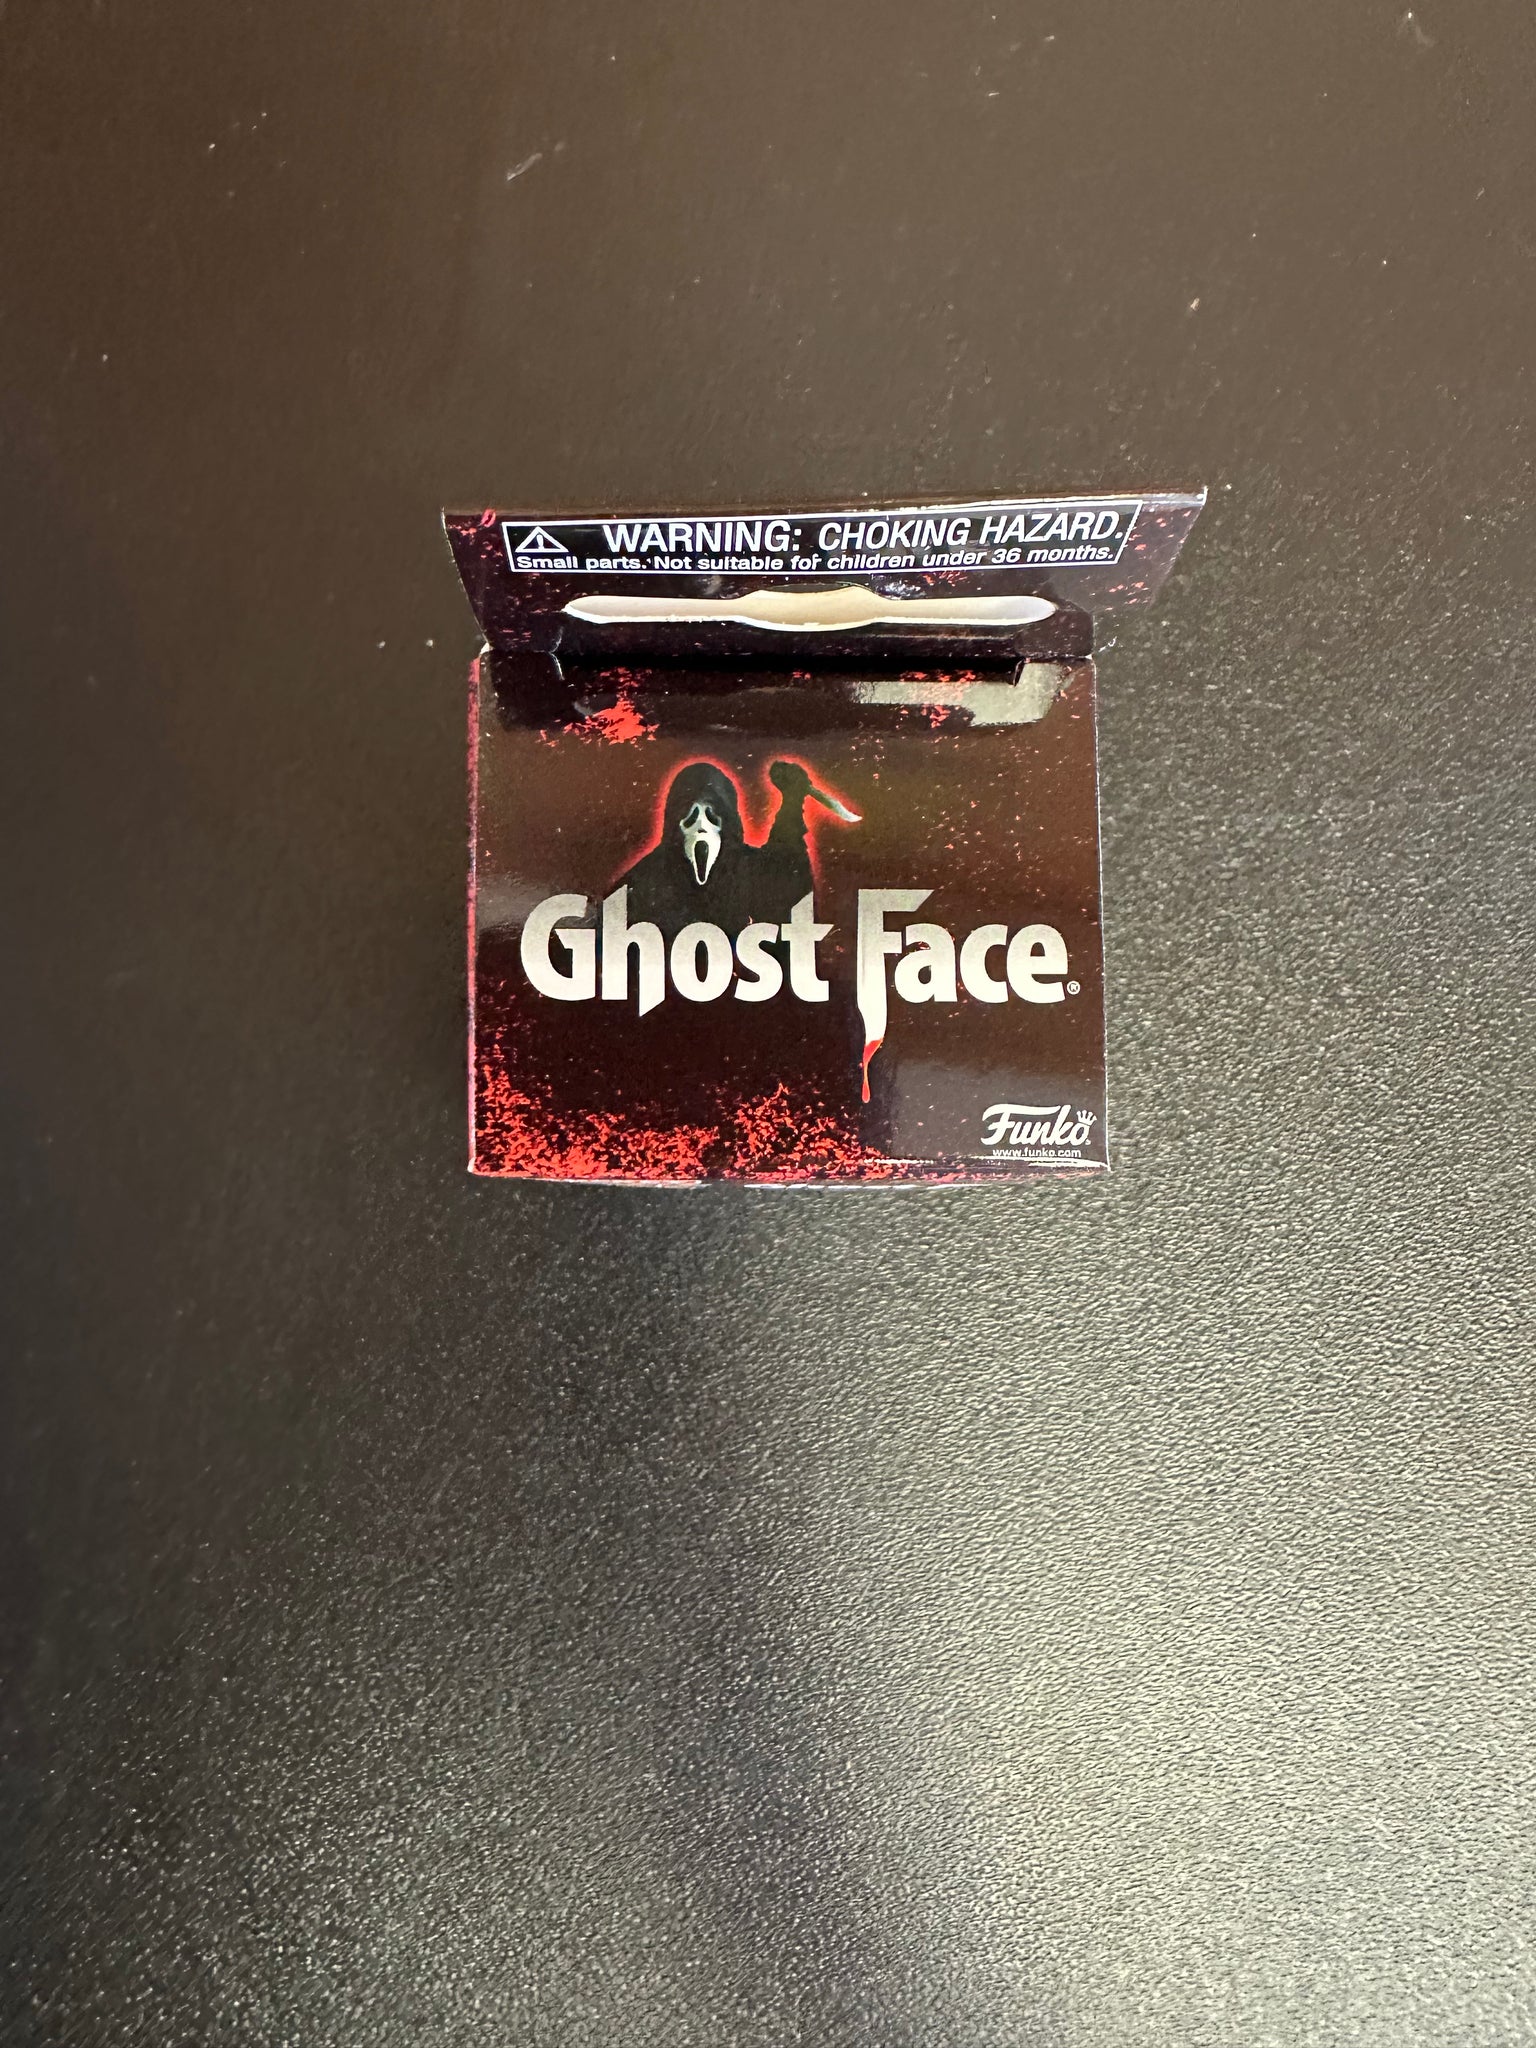 WARNING: CHOKING HAZARD.
Small parts. Not suitable for children under 36 months.
Ghost Face®
Funko®
www.funko.com